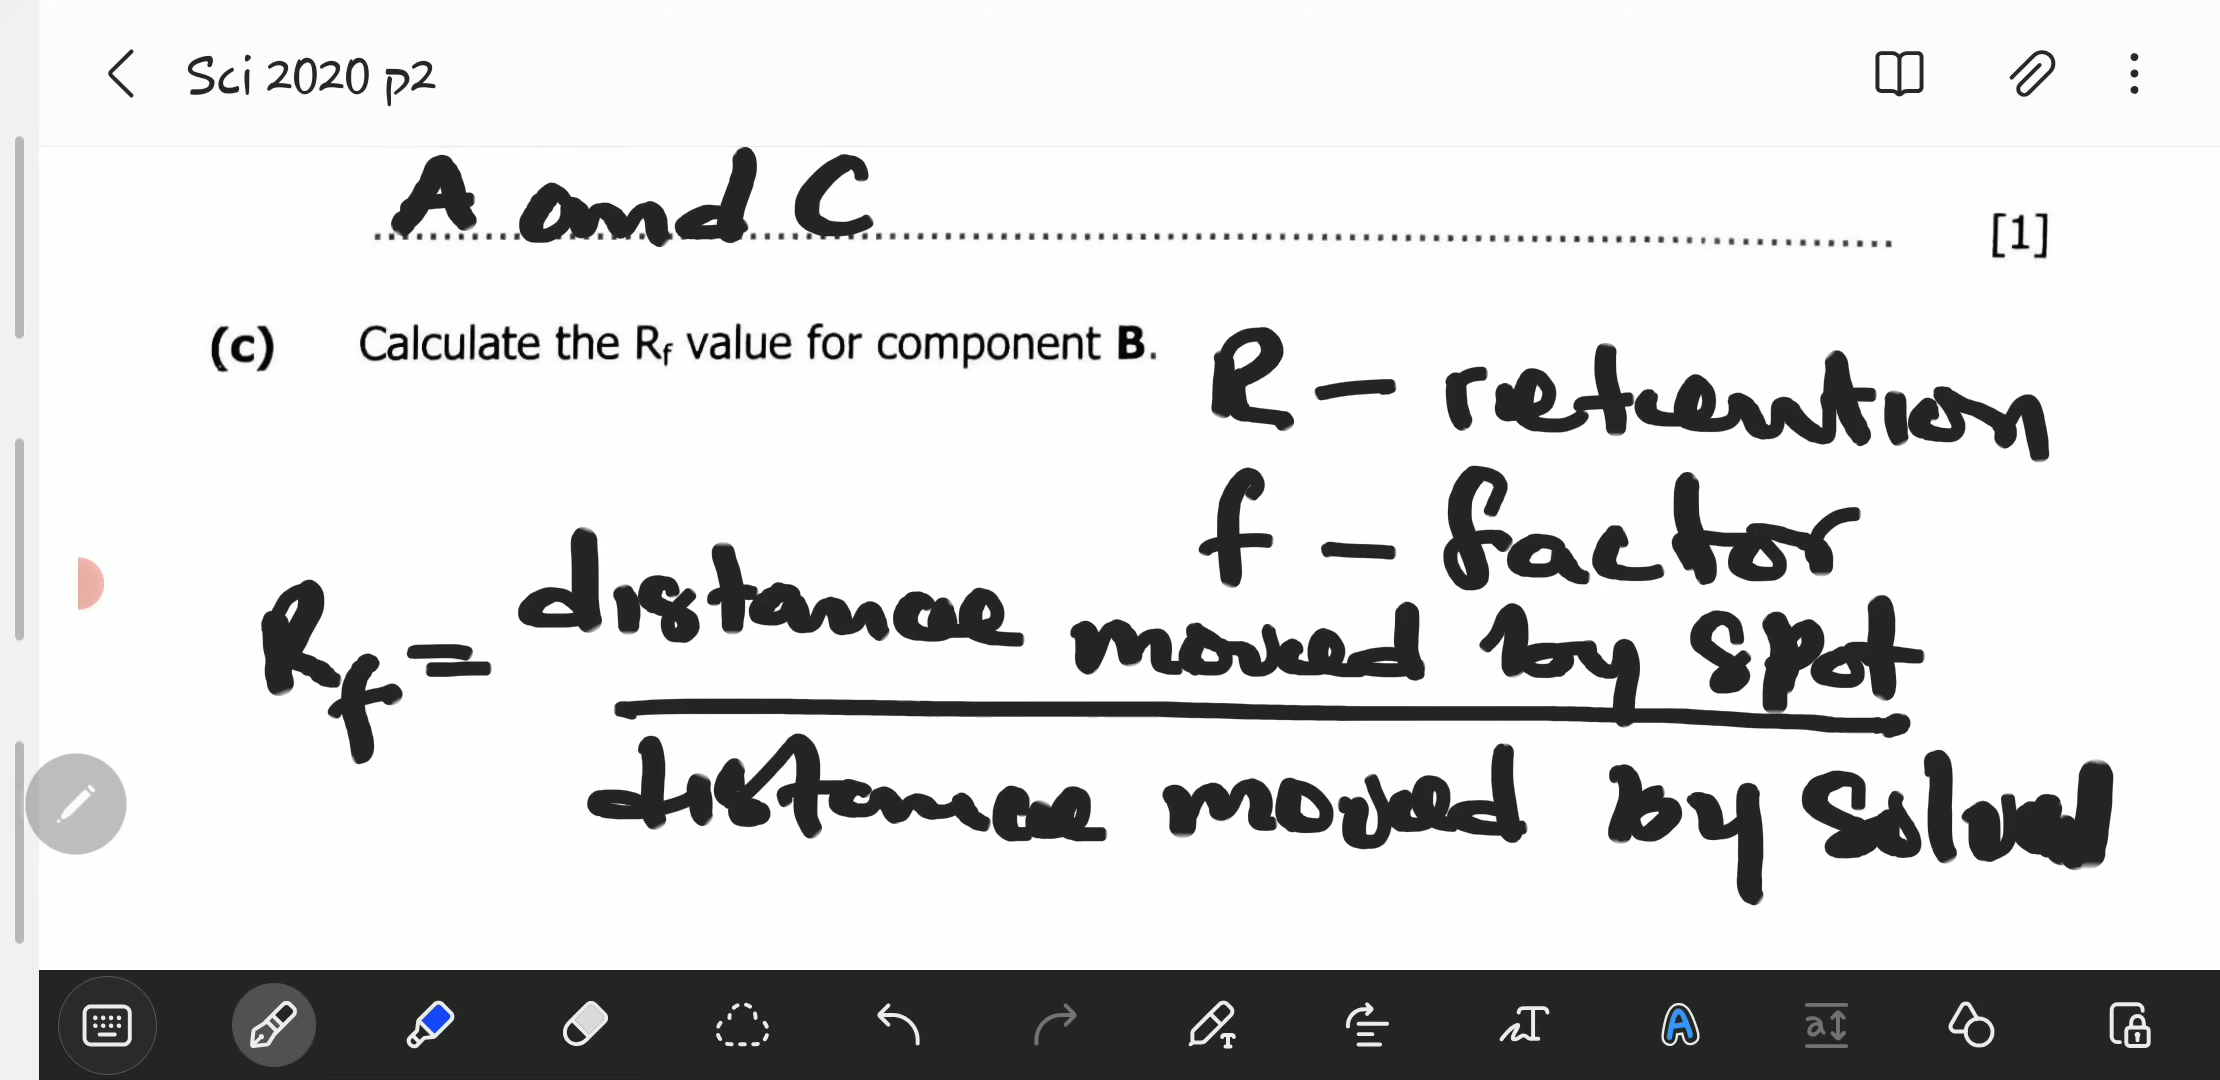 Sci 2020 p2
A and C
[1]
(c) Calculate the Rf value for component B.
R - retention
f - factor
Rf = distance moved by spot
distance moved by